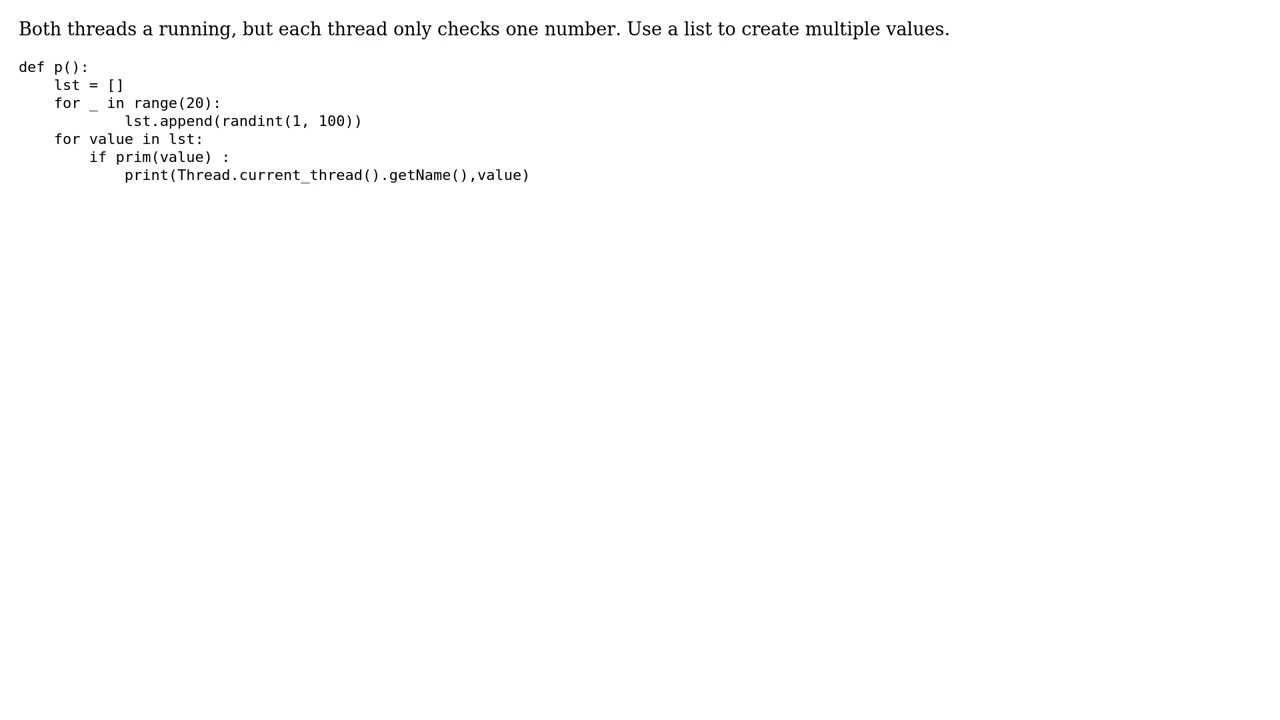 Both threads a running, but each thread only checks one number. Use a list to create multiple values.
def p():
    lst = []
    for _ in range(20):
            lst.append(randint(1, 100))
    for value in lst:
        if prim(value) :
            print(Thread.current_thread().getName(),value)